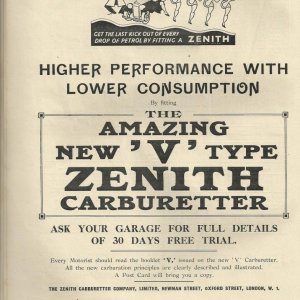 GET THE LAST KICK OUT OF EVERY
DROP OF PETROL BY FITTING A ZENITH
HIGHER PERFORMANCE WITH
LOWER CONSUMPTION
By fitting
THE
AMAZING
NEW 'V' TYPE
ZENITH
CARBURETTER
ASK YOUR GARAGE FOR FULL DETAILS
OF 30 DAYS FREE TRIAL.
Every Motorist should read the booklet 'V,' issued on the new 'V' Carburetter.
All the new carburation principles are clearly described and illustrated.
A Post Card will bring you a copy.
THE ZENITH CARBURETTER COMPANY, LIMITED, NEWMAN STREET, OXFORD STREET, LONDON, W. 1.